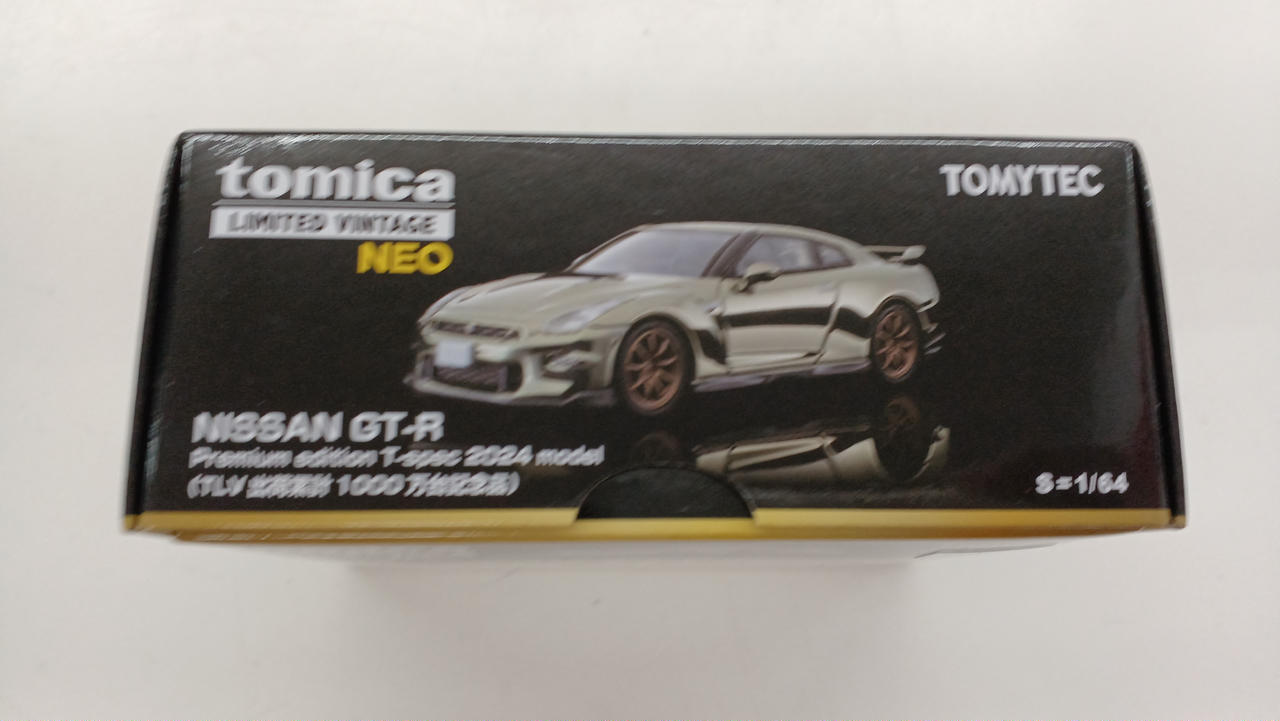 tomica
LIMITED VINTAGE
NEO
TOMYTEC
NISSAN GT-R
Premium edition T-spec 2024 model
(TLV 出荷累計 1000 万台記念品)
S=1/64